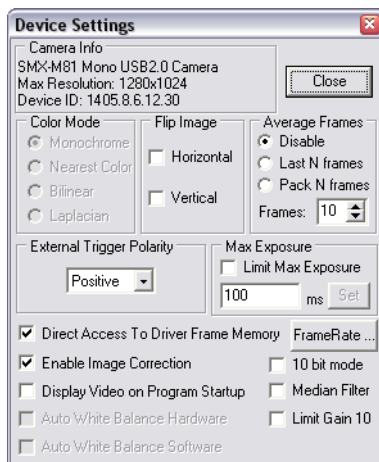 Device Settings
Camera Info
SMX-M81 Mono USB2.0 Camera
Max Resolution: 1280x1024
Device ID: 1405.8.6.12.30
Close
Color Mode
Monochrome
Nearest Color
Bilinear
Laplacian
Flip Image
Horizontal
Vertical
Average Frames
Disable
Last N frames
Pack N frames
Frames: 10
External Trigger Polarity
Positive
Max Exposure
Limit Max Exposure
100 ms Set
Direct Access To Driver Frame Memory
FrameRate ...
Enable Image Correction
10 bit mode
Display Video on Program Startup
Median Filter
Auto White Balance Hardware
Limit Gain 10
Auto White Balance Software